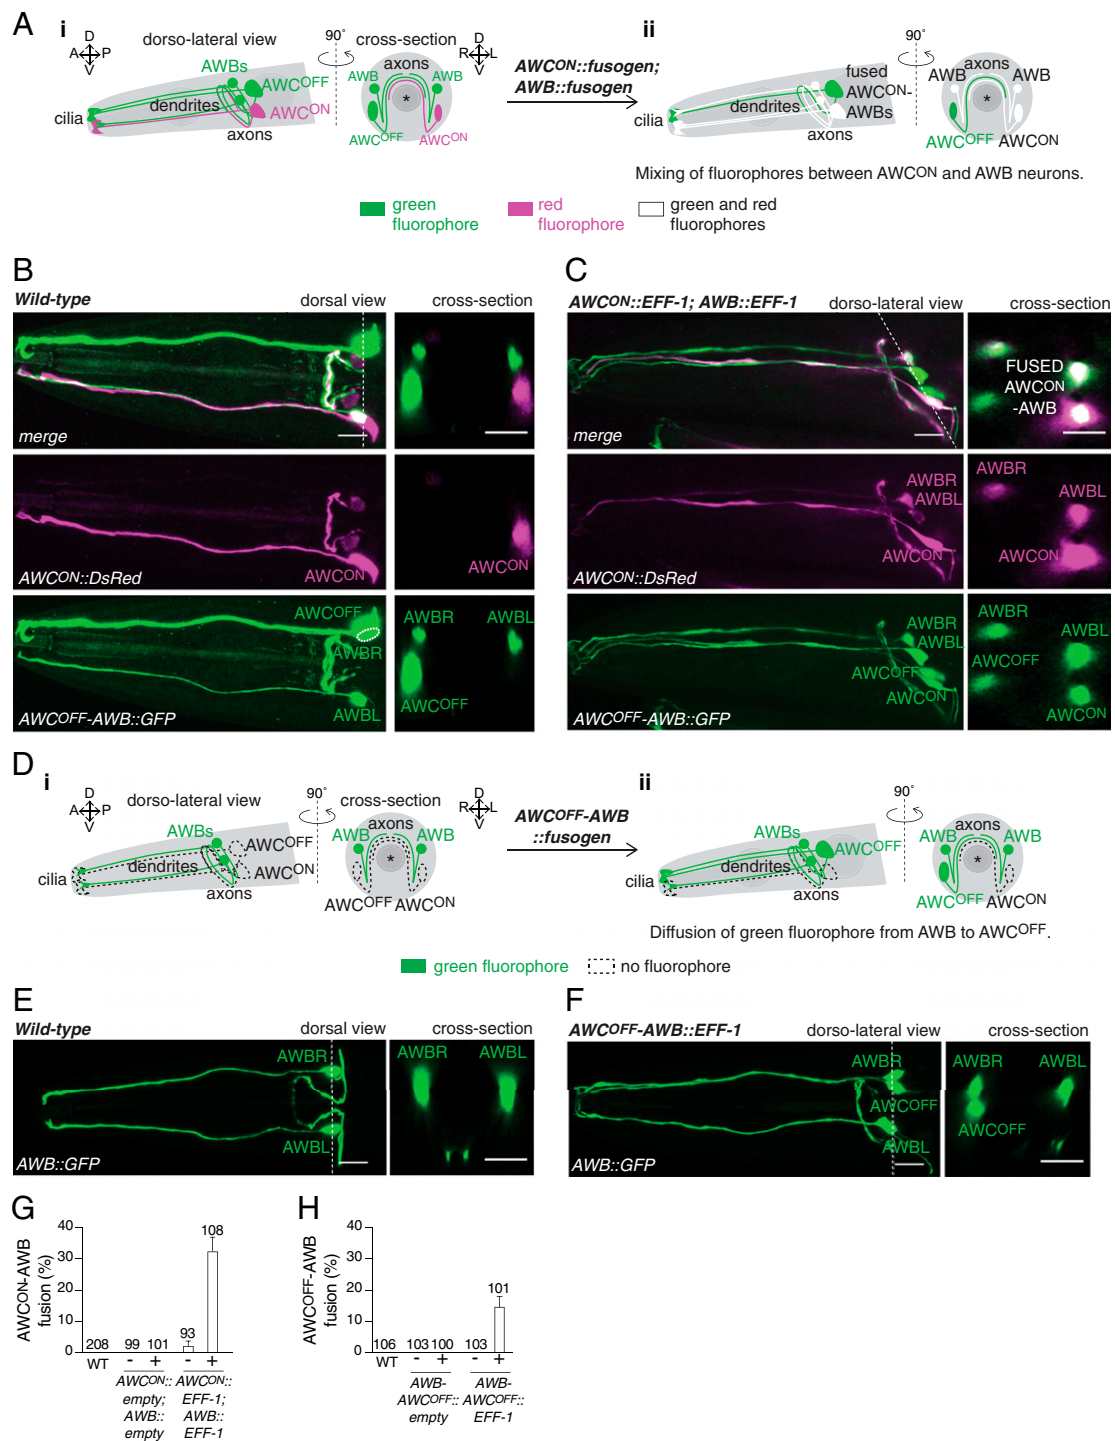 A
i
D
A P
V
dorso-lateral view
90°
cross-section
D
R L
V
AWBs
AWCOFF
dendrites
AWCON
cilia
axons
axons
AWB AWB
*
AWCOFF AWCON
AWCON::fusogen;
AWB::fusogen
ii
90°
fused
AWCON-
AWBs
dendrites
cilia
axons
axons
AWB AWB
*
AWCOFF AWCON
Mixing of fluorophores between AWCON and AWB neurons.
green
fluorophore
red
fluorophore
green and red
fluorophores
B
Wild-type
dorsal view
cross-section
merge
AWCON
AWCON::DsRed
AWCON
AWCOFF
AWBR
AWBL
AWCOFF-AWB::GFP
AWBR AWBL
AWCOFF
C
AWCON::EFF-1; AWB::EFF-1
dorso-lateral view
cross-section
merge
FUSED
AWCON
-AWB
AWBR
AWBL
AWCON
AWCON::DsRed
AWBR
AWBL
AWCON
AWBR
AWBL
AWCOFF
AWCON
AWCOFF-AWB::GFP
AWBR
AWBL
AWCOFF
AWCON
D
i
D
A P
V
dorso-lateral view
90°
cross-section
D
R L
V
AWBs
AWCOFF
dendrites
AWCON
cilia
axons
axons
AWB AWB
*
AWCOFF AWCON
AWCOFF-AWB
::fusogen
ii
90°
AWBs
AWCOFF
dendrites
cilia
axons
axons
AWB AWB
*
AWCOFF AWCON
Diffusion of green fluorophore from AWB to AWCOFF.
green fluorophore
no fluorophore
E
Wild-type
dorsal view
cross-section
AWBR
AWBL
AWB::GFP
AWBR AWBL
F
AWCOFF-AWB::EFF-1
dorso-lateral view
cross-section
AWBR
AWCOFF
AWBL
AWB::GFP
AWBR AWBL
AWCOFF
G
AWCON-AWB
fusion (%)
40
30
20
10
0
208 99 101 93 108
WT - + - +
AWCON::
empty;
AWB::
empty
AWCON::
EFF-1;
AWB::
EFF-1
H
AWCOFF-AWB
fusion (%)
40
30
20
10
0
106 103 100 103 101
WT - + - +
AWB-
AWCOFF::
empty
AWB-
AWCOFF::
EFF-1